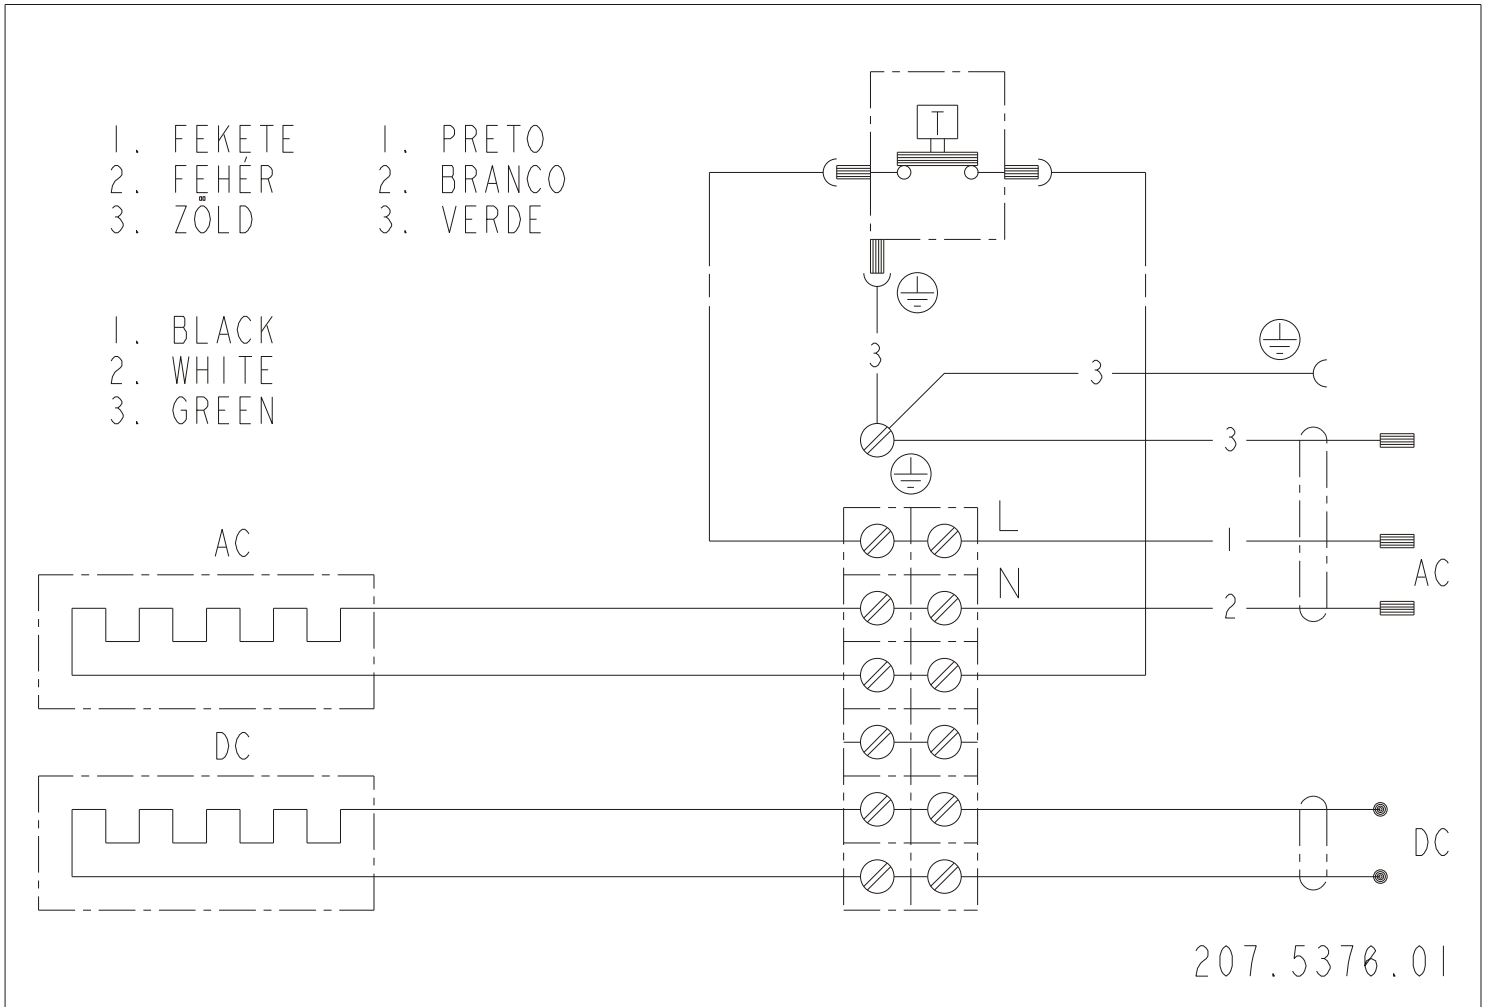 1. FEKETE
2. FEHÉR
3. ZÖLD
1. PRETO
2. BRANCO
3. VERDE
1. BLACK
2. WHITE
3. GREEN
T
3
3
3
L
1
N
2
AC
AC
DC
DC
207.5376.01